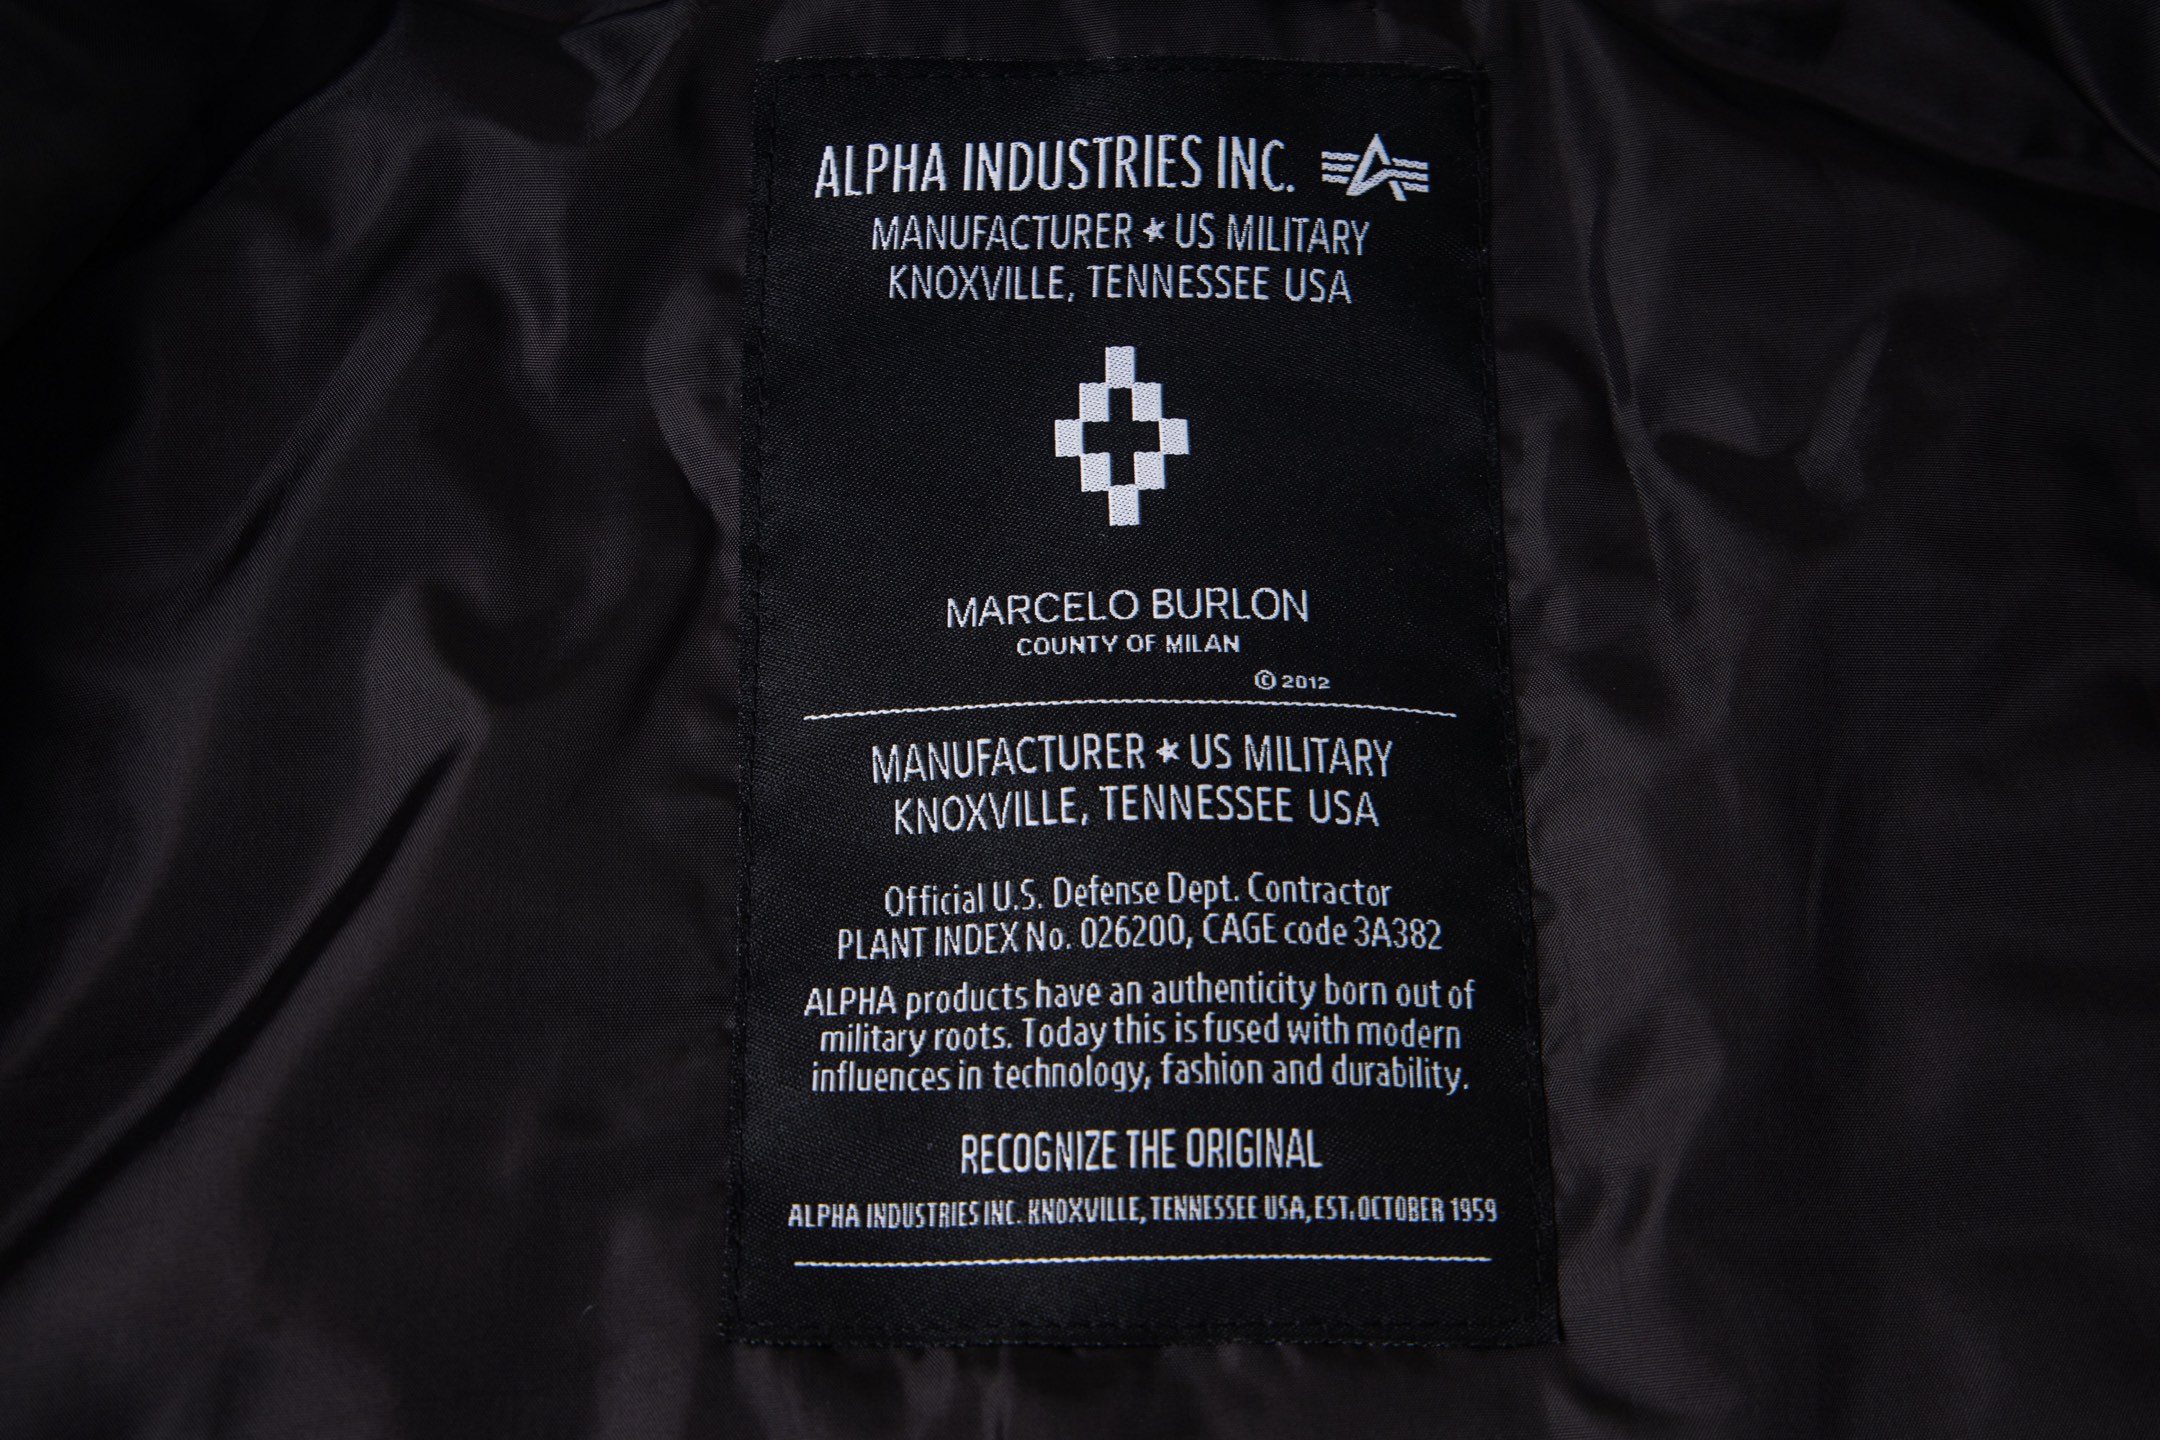 ALPHA INDUSTRIES INC.
MANUFACTURER ★ US MILITARY
KNOXVILLE, TENNESSEE USA
MARCELO BURLON
COUNTY OF MILAN
© 2012
MANUFACTURER ★ US MILITARY
KNOXVILLE, TENNESSEE USA
Official U.S. Defense Dept. Contractor
PLANT INDEX No. 026200, CAGE code 3A382
ALPHA products have an authenticity born out of
military roots. Today this is fused with modern
influences in technology, fashion and durability.
RECOGNIZE THE ORIGINAL
ALPHA INDUSTRIES INC. KNOXVILLE, TENNESSEE USA, EST. OCTOBER 1959